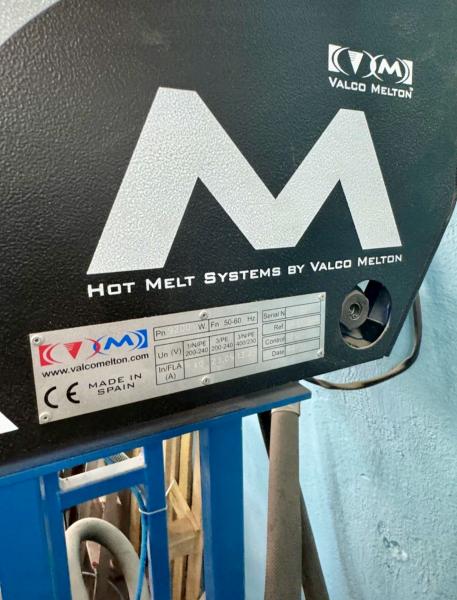 VM
VALCO MELTON
M
HOT MELT SYSTEMS BY VALCO MELTON
VM
www.valcomelton.com
CE MADE IN
SPAIN
Pn W Fn 50-60 Hz
Un (V) 1/N/PE 200-240 3/PE 200-240 3/N/PE 400/230
In/FLA (A)
Serial N
Ref.
Control
Date